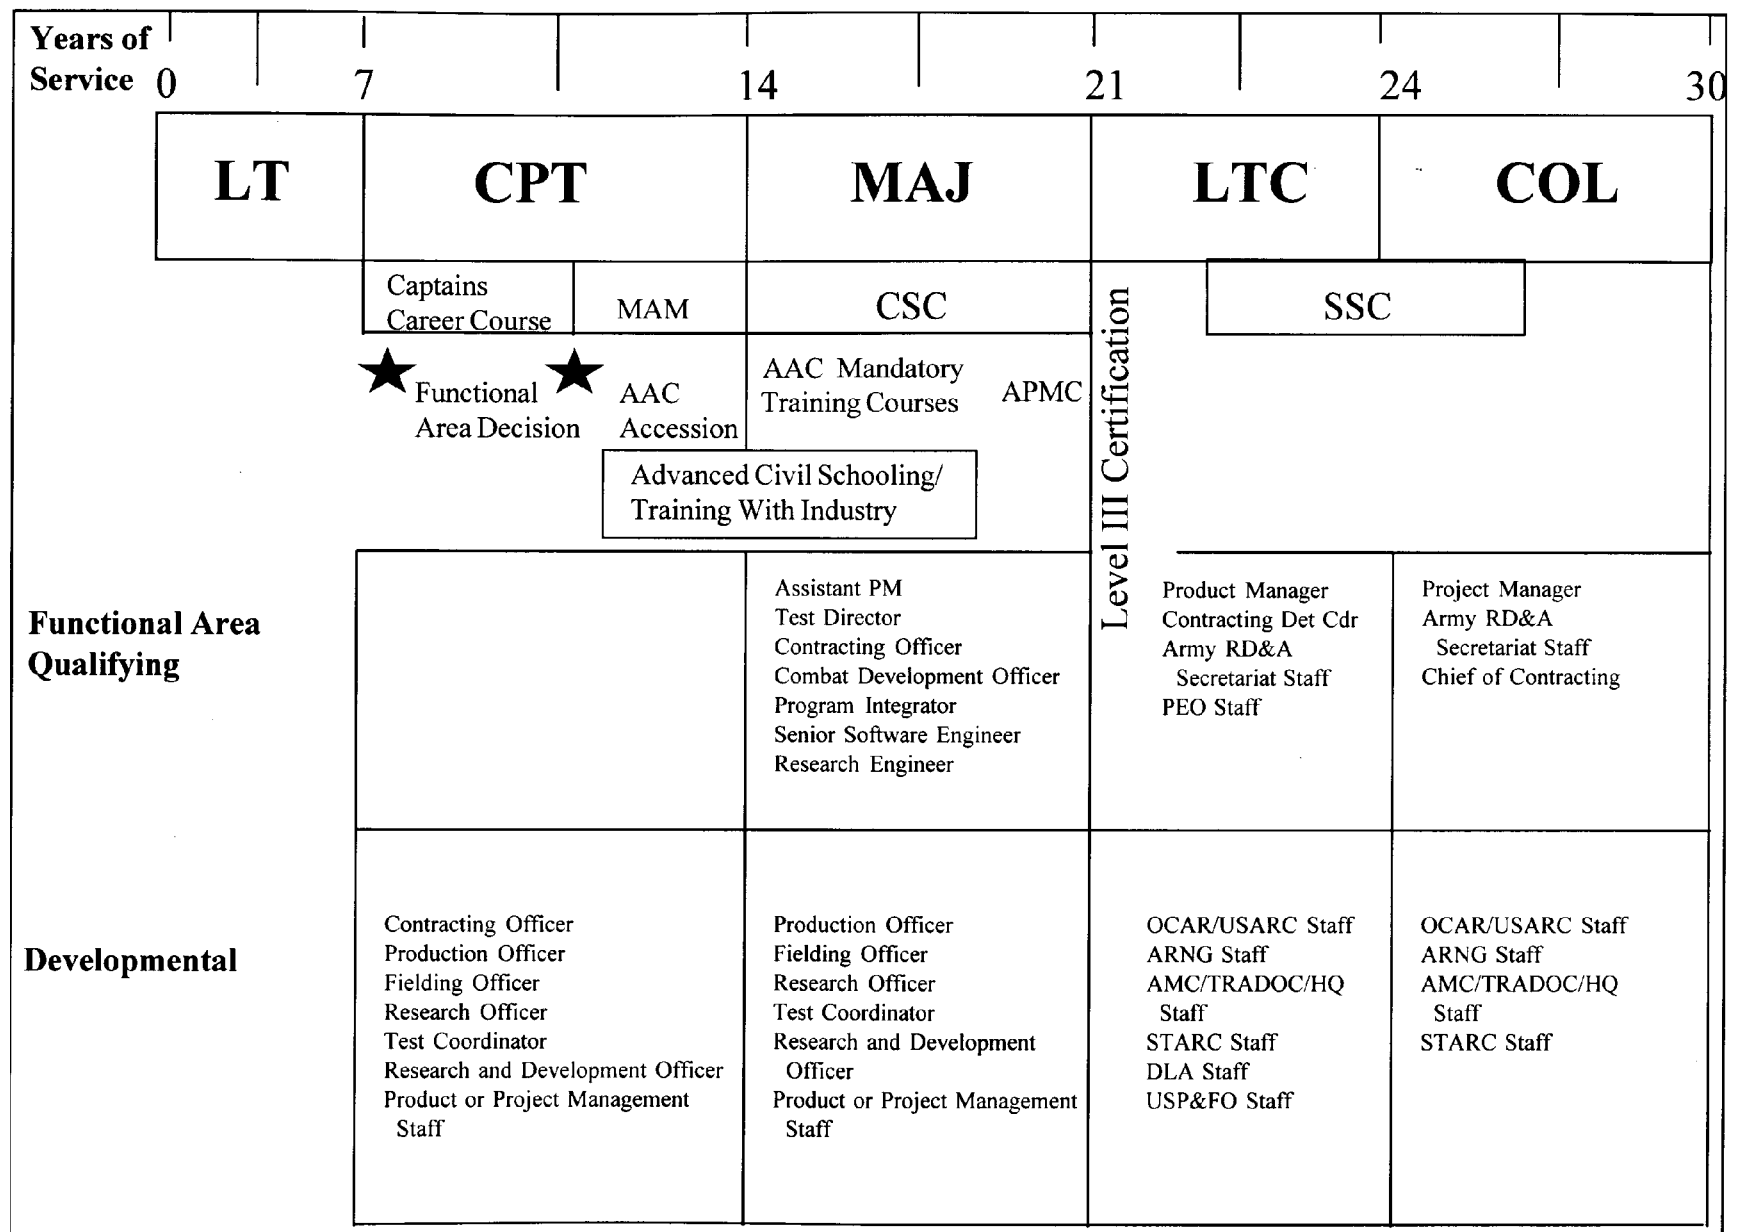 Years of
Service 0 7 14 21 24 30
LT CPT MAJ LTC COL
Captains
Career Course
MAM
CSC
SSC
Functional
Area Decision
AAC
Accession
AAC Mandatory
Training Courses
APMC
Level III Certification
Advanced Civil Schooling/
Training With Industry
Functional Area
Qualifying
Assistant PM
Test Director
Contracting Officer
Combat Development Officer
Program Integrator
Senior Software Engineer
Research Engineer
Product Manager
Contracting Det Cdr
Army RD&A
Secretariat Staff
PEO Staff
Project Manager
Army RD&A
Secretariat Staff
Chief of Contracting
Developmental
Contracting Officer
Production Officer
Fielding Officer
Research Officer
Test Coordinator
Research and Development Officer
Product or Project Management
Staff
Production Officer
Fielding Officer
Research Officer
Test Coordinator
Research and Development
Officer
Product or Project Management
Staff
OCAR/USARC Staff
ARNG Staff
AMC/TRADOC/HQ
Staff
STARC Staff
DLA Staff
USP&FO Staff
OCAR/USARC Staff
ARNG Staff
AMC/TRADOC/HQ
Staff
STARC Staff